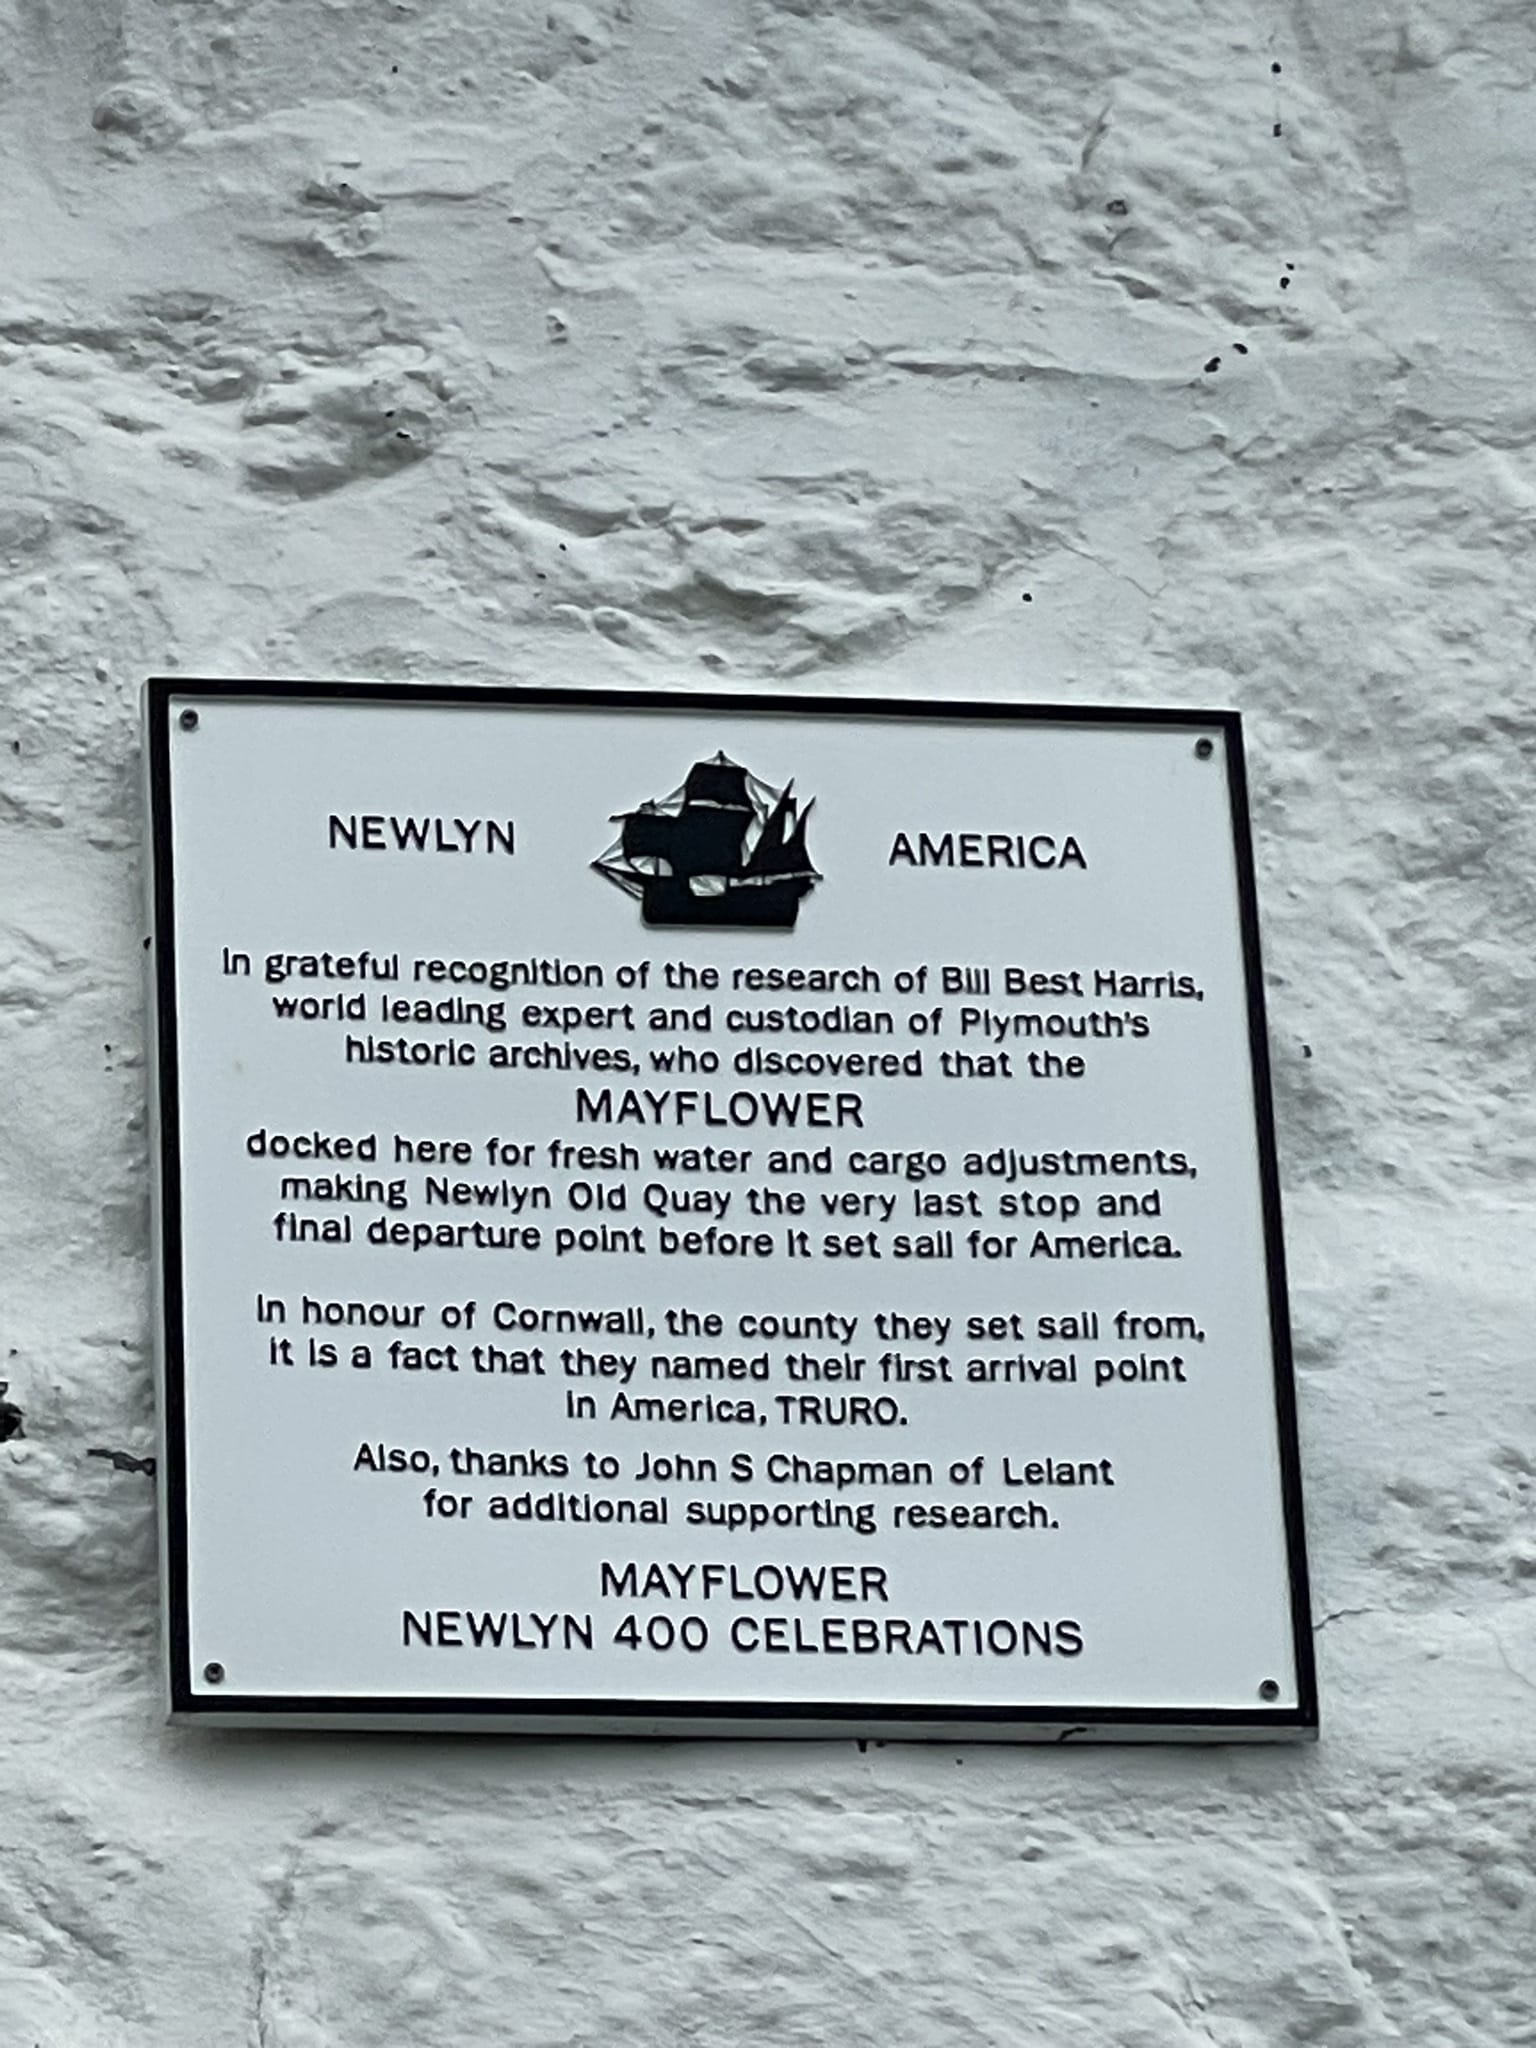 NEWLYN AMERICA
In grateful recognition of the research of Bill Best Harris,
world leading expert and custodian of Plymouth's
historic archives, who discovered that the
MAYFLOWER
docked here for fresh water and cargo adjustments,
making Newlyn Old Quay the very last stop and
final departure point before it set sail for America.
In honour of Cornwall, the county they set sail from,
it is a fact that they named their first arrival point
in America, TRURO.
Also, thanks to John S Chapman of Lelant
for additional supporting research.
MAYFLOWER
NEWLYN 400 CELEBRATIONS